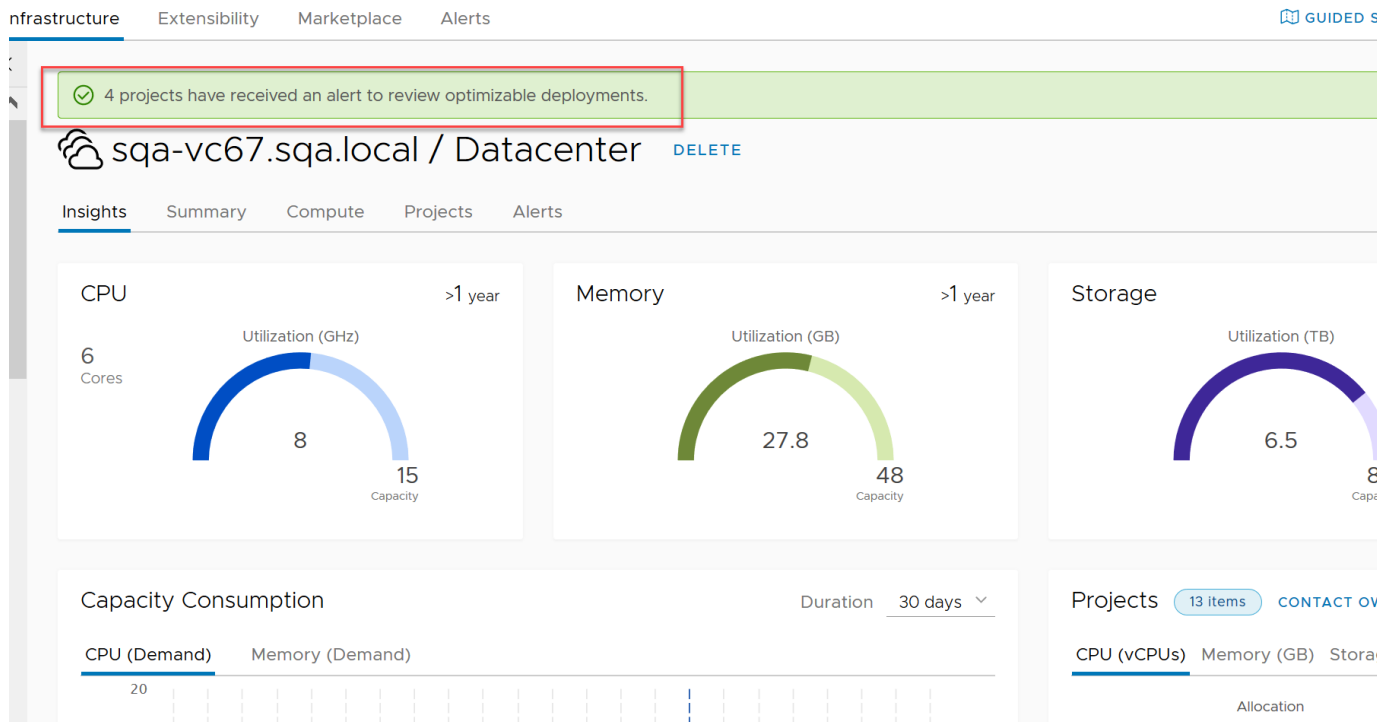 nfrastructure Extensibility Marketplace Alerts GUIDED S
4 projects have received an alert to review optimizable deployments.
sqa-vc67.sqa.local / Datacenter DELETE
Insights Summary Compute Projects Alerts
CPU >1 year
Utilization (GHz)
6
Cores
8
15
Capacity
Memory >1 year
Utilization (GB)
27.8
48
Capacity
Storage
Utilization (TB)
6.5
8
Capa
Capacity Consumption Duration 30 days
CPU (Demand) Memory (Demand)
20
Projects 13 items CONTACT OW
CPU (vCPUs) Memory (GB) Stora
Allocation